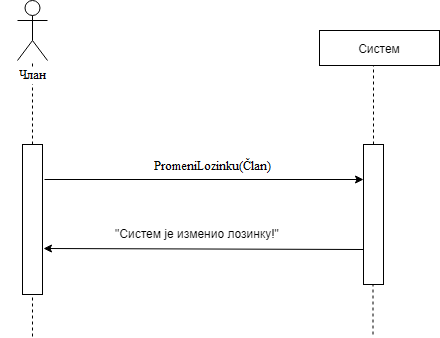 Систем
Члан
PromeniLozinku(Član)
"Систем је изменио лозинку!"